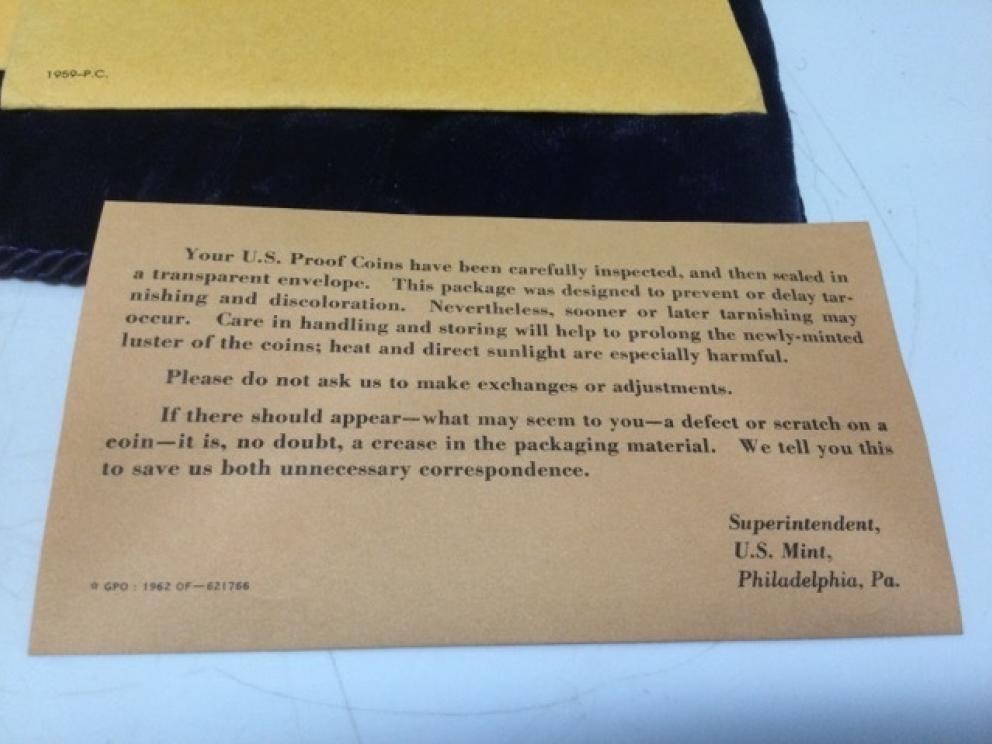 1959-P.C.
Your U.S. Proof Coins have been carefully inspected, and then sealed in
a transparent envelope. This package was designed to prevent or delay tar-
nishing and discoloration. Nevertheless, sooner or later tarnishing may
occur. Care in handling and storing will help to prolong the newly-minted
luster of the coins; heat and direct sunlight are especially harmful.
Please do not ask us to make exchanges or adjustments.
If there should appear—what may seem to you—a defect or scratch on a
coin—it is, no doubt, a crease in the packaging material. We tell you this
to save us both unnecessary correspondence.
Superintendent,
U.S. Mint,
Philadelphia, Pa.
☆ GPO : 1962 OF—621766